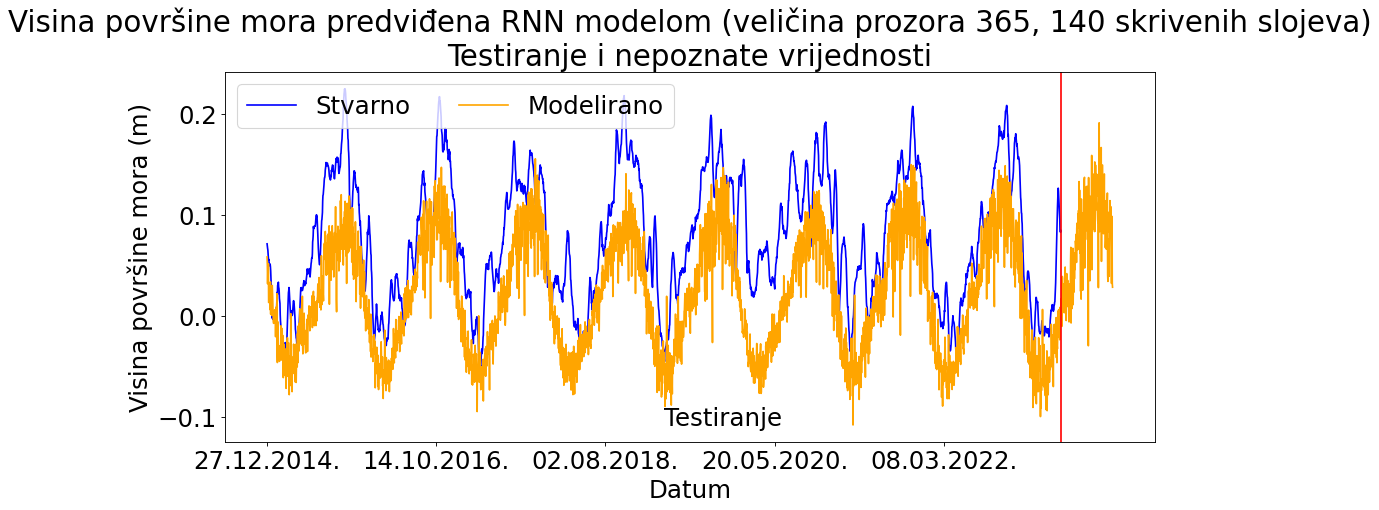 Visina površine mora predviđena RNN modelom (veličina prozora 365, 140 skrivenih slojeva)
Testiranje i nepoznate vrijednosti
Stvarno
Modelirano
Visina površine mora (m)
0.2
0.1
0.0
−0.1
Testiranje
27.12.2014.
14.10.2016.
02.08.2018.
20.05.2020.
08.03.2022.
Datum